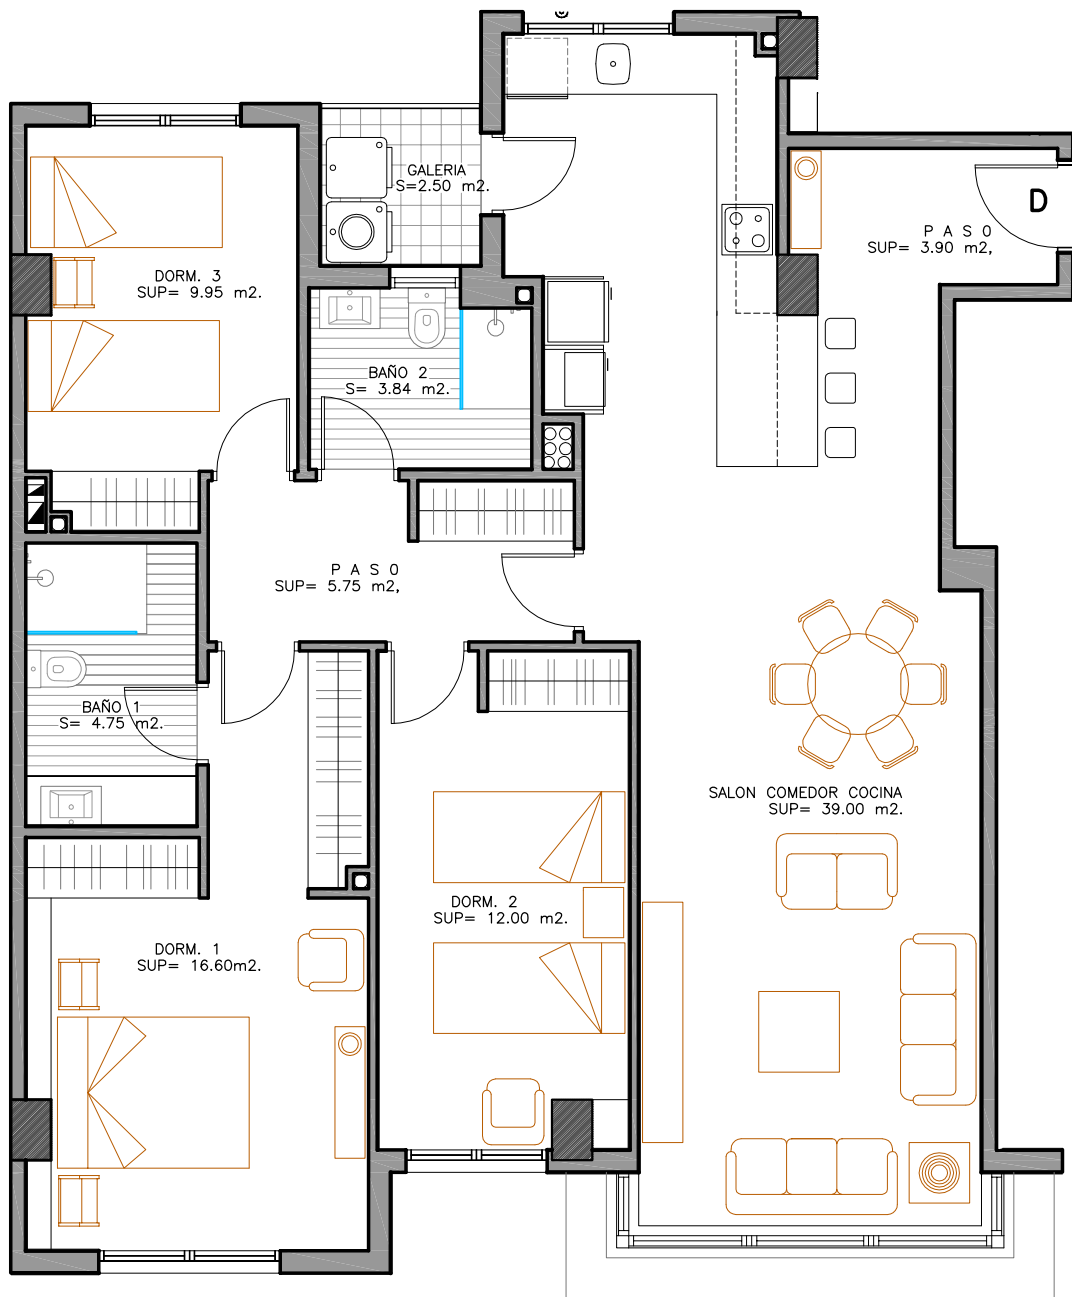 GALERIA
S=2.50 m2.
D
P A S O
SUP= 3.90 m2,
DORM. 3
SUP= 9.95 m2.
BAÑO 2
S= 3.84 m2.
P A S O
SUP= 5.75 m2,
BAÑO 1
S= 4.75 m2.
SALON COMEDOR COCINA
SUP= 39.00 m2.
DORM. 2
SUP= 12.00 m2.
DORM. 1
SUP= 16.60m2.